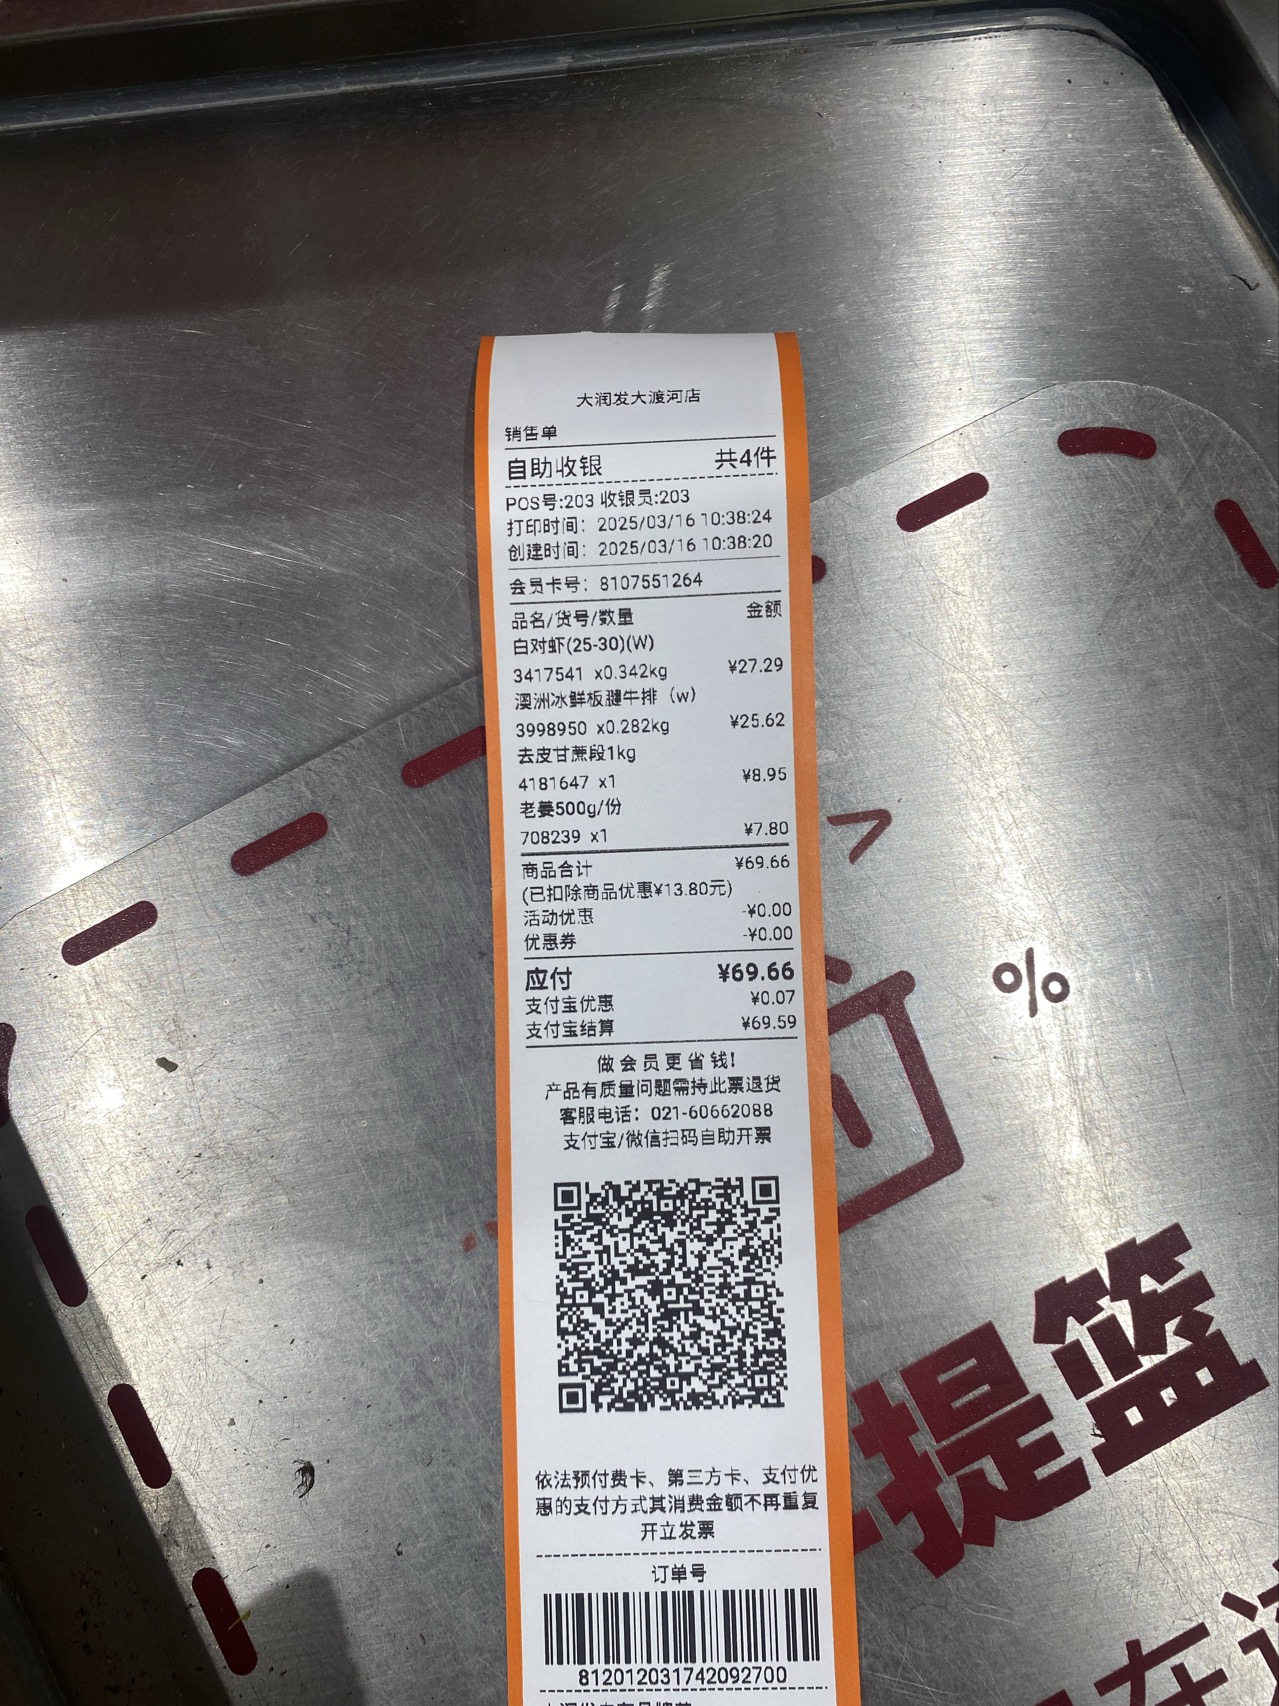 大润发大渡河店
销售单
自助收银 共4件
POS号:203 收银员:203
打印时间：2025/03/16 10:38:24
创建时间：2025/03/16 10:38:20
会员卡号：8107551264
品名/货号/数量 金额
白对虾(25-30)(W)
3417541 x0.342kg ¥27.29
澳洲冰鲜板腱牛排（w）
3998950 x0.282kg ¥25.62
去皮甘蔗段1kg
4181647 x1 ¥8.95
老姜500g/份
708239 x1 ¥7.80
商品合计 ¥69.66
(已扣除商品优惠¥13.80元)
活动优惠 -¥0.00
优惠券 -¥0.00
应付 ¥69.66
支付宝优惠 ¥0.07
支付宝结算 ¥69.59
做会员更省钱!
产品有质量问题需持此票退货
客服电话：021-60662088
支付宝/微信扫码自助开票
依法预付费卡、第三方卡、支付优
惠的支付方式其消费金额不再重复
开立发票
订单号
812012031742092700
%
提篮
在